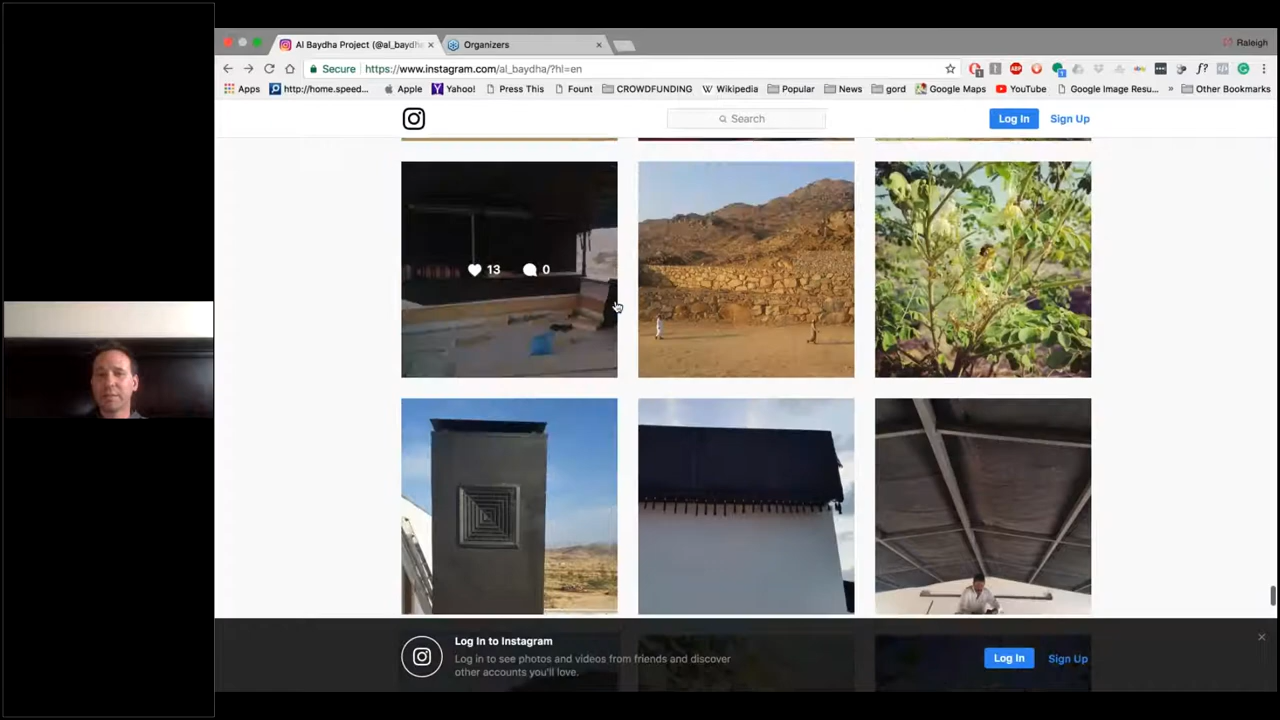 Al Baydha Project (@al_baydh
Organizers
Raleigh
Secure
https://www.instagram.com/al_baydha/?hl=en
ABP
f?
Apps
http://home.speed...
Apple
Yahoo!
Press This
Fount
CROWDFUNDING
Wikipedia
Popular
News
gord
Google Maps
YouTube
Google Image Resu...
»
Other Bookmarks
Search
Log In
Sign Up
13
0
Log In to Instagram
Log in to see photos and videos from friends and discover
other accounts you'll love.
Log In
Sign Up